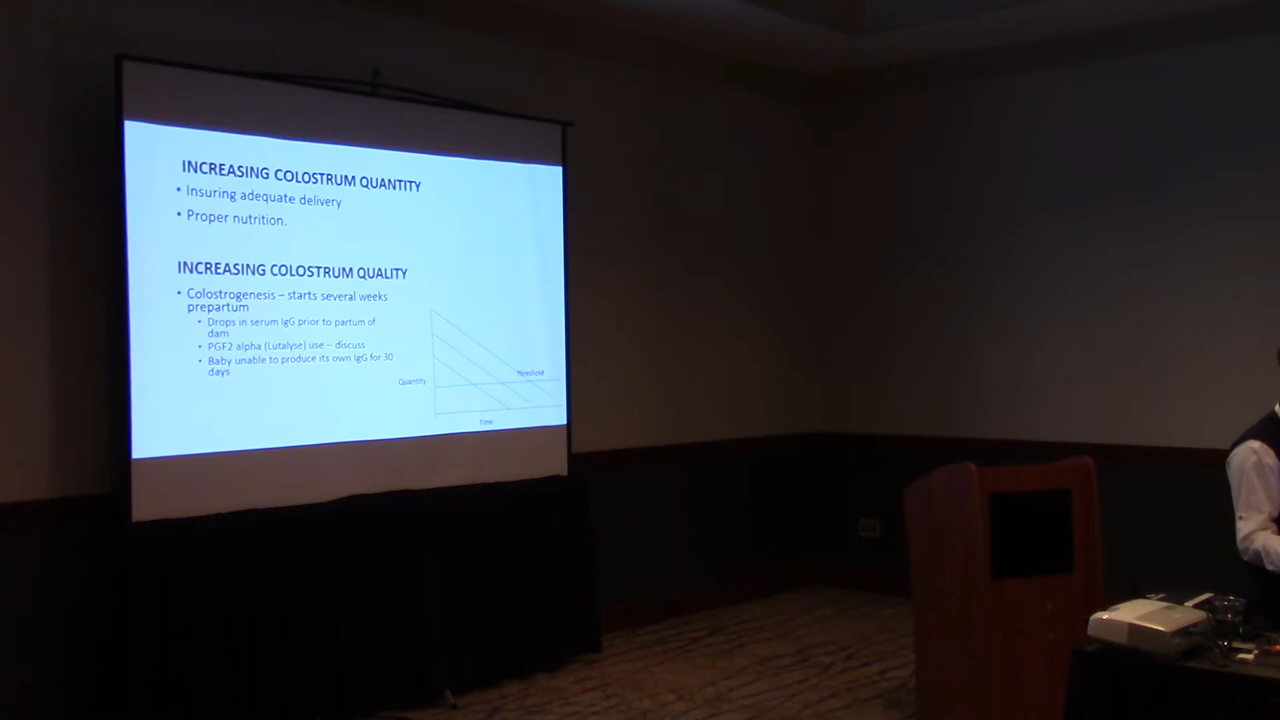 INCREASING COLOSTRUM QUANTITY
• Insuring adequate delivery
• Proper nutrition.
INCREASING COLOSTRUM QUALITY
• Colostrogenesis – starts several weeks
prepartum
• Drops in serum IgG prior to partum of
dam
• PGF2 alpha (Lutalyse) use – discuss
• Baby unable to produce its own IgG for 30
days
Quantity
Threshold
Time